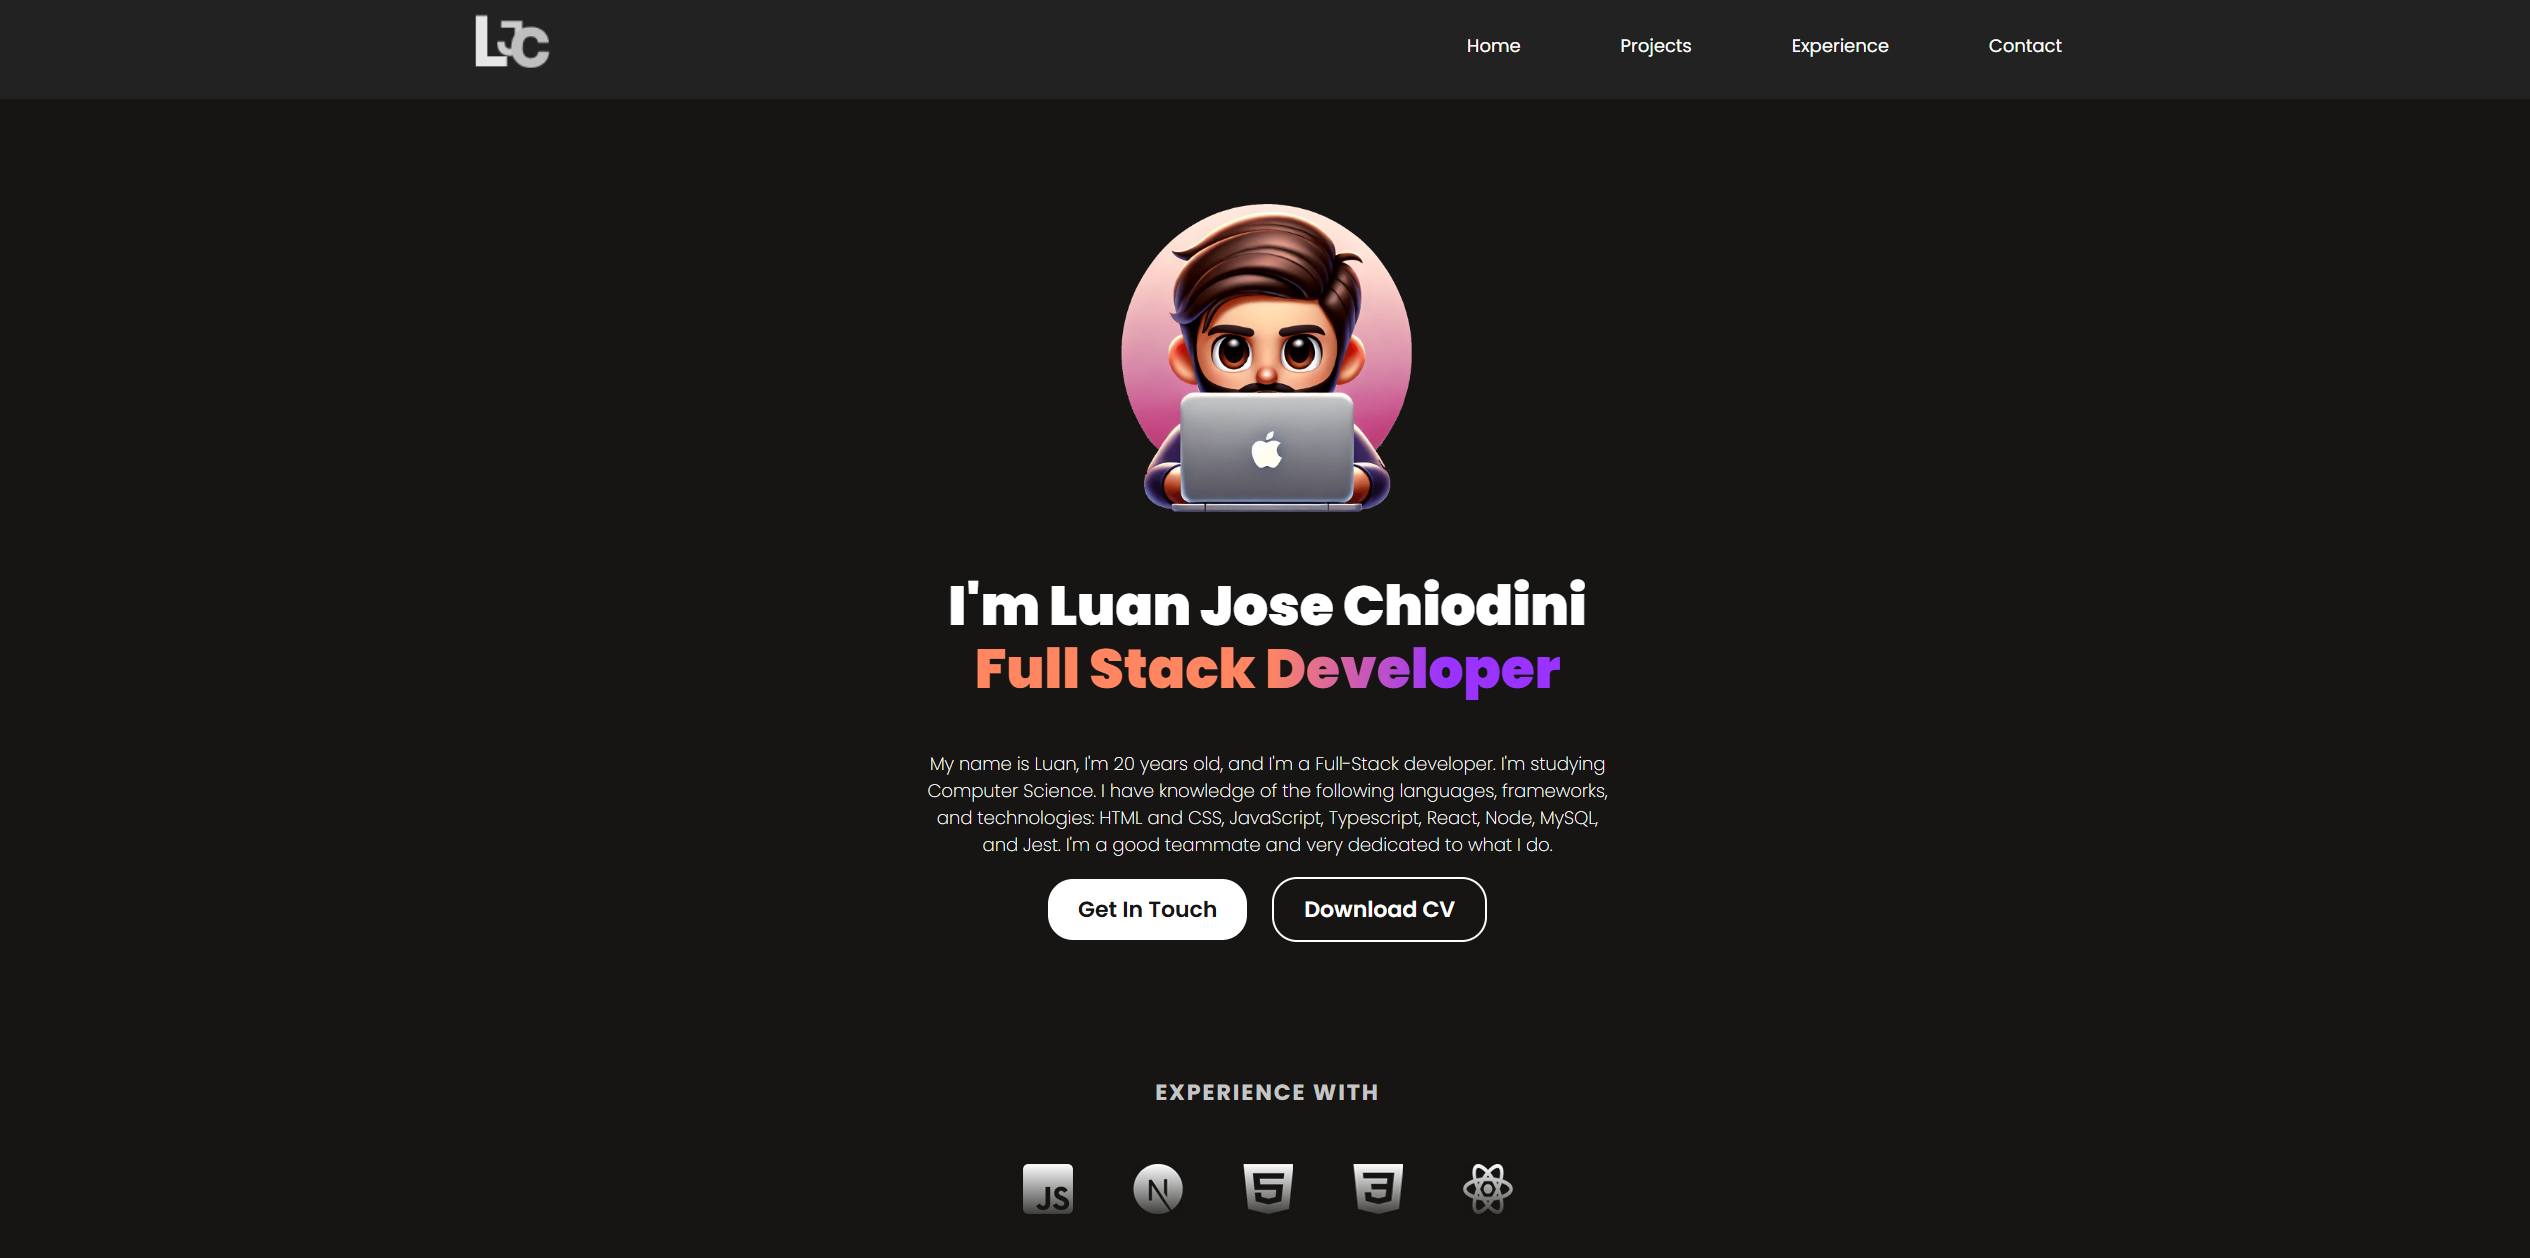 LJC
Home Projects Experience Contact
I'm Luan Jose Chiodini
Full Stack Developer
My name is Luan, I'm 20 years old, and I'm a Full-Stack developer. I'm studying
Computer Science. I have knowledge of the following languages, frameworks,
and technologies: HTML and CSS, JavaScript, Typescript, React, Node, MySQL,
and Jest. I'm a good teammate and very dedicated to what I do.
Get In Touch Download CV
EXPERIENCE WITH
JS N 5 3